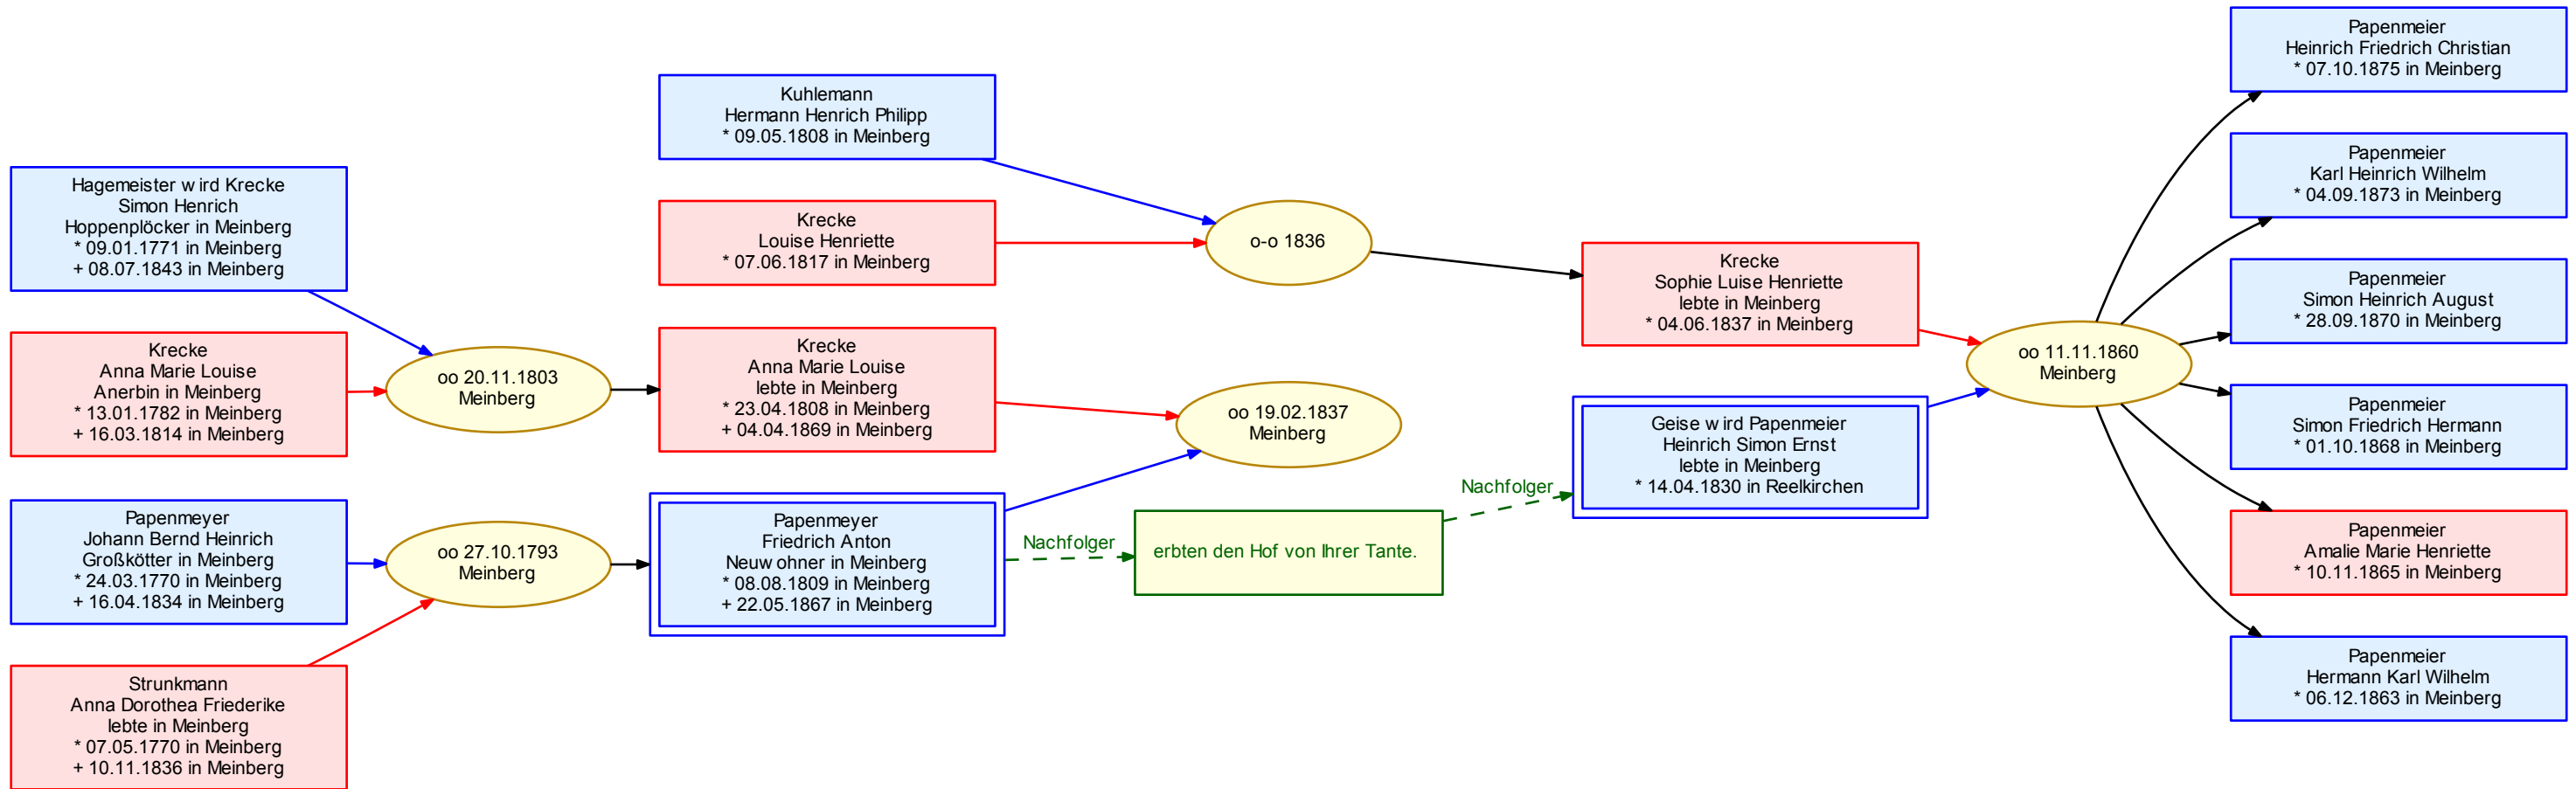 Hagemeister wird Krecke
Simon Henrich
Hoppenplöcker in Meinberg
* 09.01.1771 in Meinberg
+ 08.07.1843 in Meinberg
Krecke
Anna Marie Louise
Anerbin in Meinberg
* 13.01.1782 in Meinberg
+ 16.03.1814 in Meinberg
Papenmeyer
Johann Bernd Heinrich
Großkötter in Meinberg
* 24.03.1770 in Meinberg
+ 16.04.1834 in Meinberg
Strunkmann
Anna Dorothea Friederike
lebte in Meinberg
* 07.05.1770 in Meinberg
+ 10.11.1836 in Meinberg
oo 20.11.1803
Meinberg
oo 27.10.1793
Meinberg
Kuhlemann
Hermann Henrich Philipp
* 09.05.1808 in Meinberg
Krecke
Louise Henriette
* 07.06.1817 in Meinberg
Krecke
Anna Marie Louise
lebte in Meinberg
* 23.04.1808 in Meinberg
+ 04.04.1869 in Meinberg
Papenmeyer
Friedrich Anton
Neuwohner in Meinberg
* 08.08.1809 in Meinberg
+ 22.05.1867 in Meinberg
o-o 1836
oo 19.02.1837
Meinberg
Nachfolger
erbten den Hof von Ihrer Tante.
Nachfolger
Krecke
Sophie Luise Henriette
lebte in Meinberg
* 04.06.1837 in Meinberg
Geise wird Papenmeier
Heinrich Simon Ernst
lebte in Meinberg
* 14.04.1830 in Reelkirchen
oo 11.11.1860
Meinberg
Papenmeier
Heinrich Friedrich Christian
* 07.10.1875 in Meinberg
Papenmeier
Karl Heinrich Wilhelm
* 04.09.1873 in Meinberg
Papenmeier
Simon Heinrich August
* 28.09.1870 in Meinberg
Papenmeier
Simon Friedrich Hermann
* 01.10.1868 in Meinberg
Papenmeier
Amalie Marie Henriette
* 10.11.1865 in Meinberg
Papenmeier
Hermann Karl Wilhelm
* 06.12.1863 in Meinberg